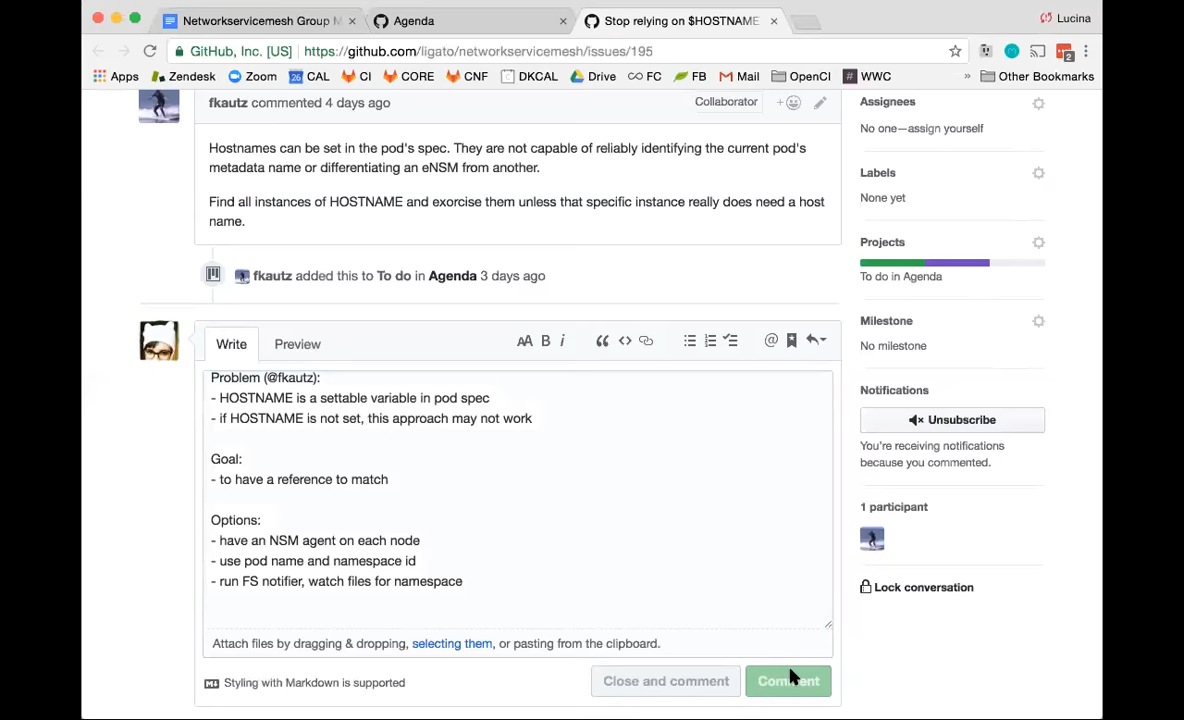 Networkservicemesh Group M
Agenda
Stop relying on $HOSTNAME
Lucina
GitHub, Inc. [US]
https://github.com/ligato/networkservicemesh/issues/195
2
Apps
Zendesk
Zoom
26 CAL
CI
CORE
CNF
DKCAL
Drive
FC
FB
Mail
OpenCI
# WWC
»
Other Bookmarks
fkautz commented 4 days ago
Collaborator
Hostnames can be set in the pod's spec. They are not capable of reliably identifying the current pod's
metadata name or differentiating an eNSM from another.
Find all instances of HOSTNAME and exorcise them unless that specific instance really does need a host
name.
fkautz added this to To do in Agenda 3 days ago
Write
Preview
AA B i
Problem (@fkautz):
- HOSTNAME is a settable variable in pod spec
- if HOSTNAME is not set, this approach may not work
Goal:
- to have a reference to match
Options:
- have an NSM agent on each node
- use pod name and namespace id
- run FS notifier, watch files for namespace
Attach files by dragging & dropping, selecting them, or pasting from the clipboard.
Styling with Markdown is supported
Close and comment
Comment
Assignees
No one—assign yourself
Labels
None yet
Projects
To do in Agenda
Milestone
No milestone
Notifications
Unsubscribe
You're receiving notifications
because you commented.
1 participant
Lock conversation